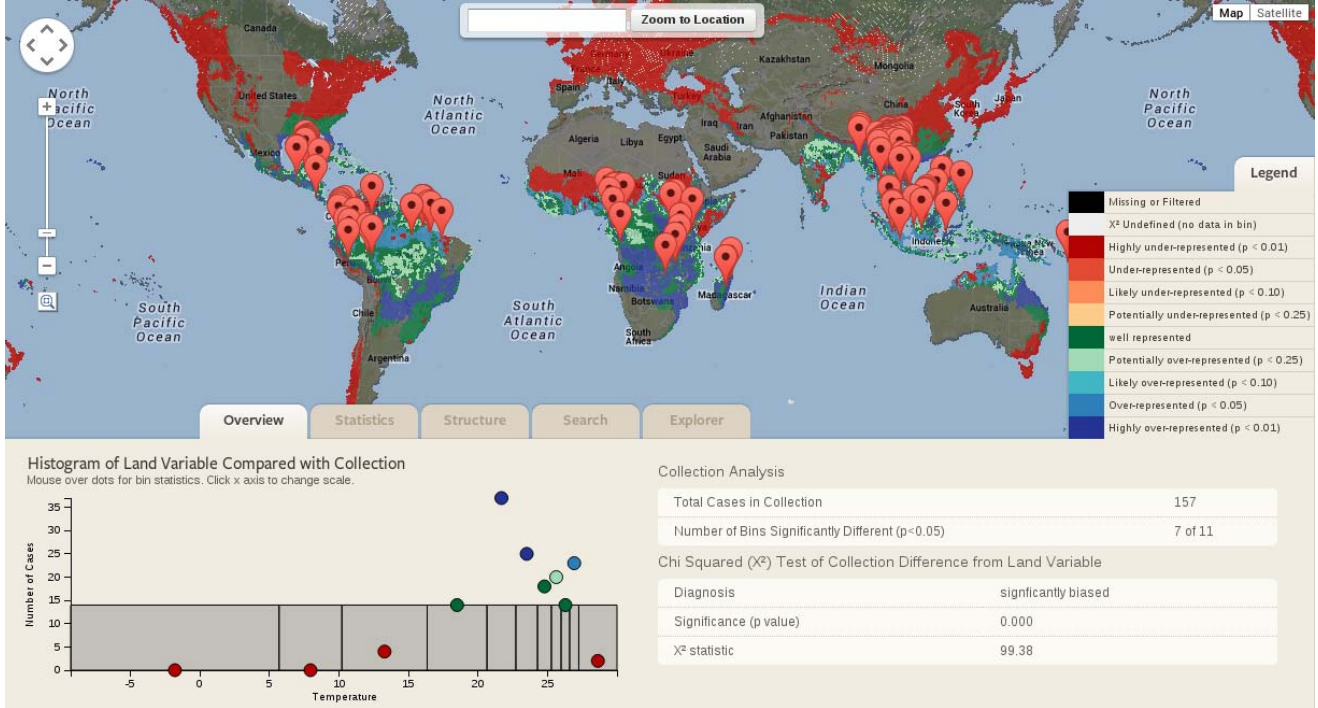 Zoom to Location
Map
Satellite
Canada
Ukraine
Germany
France
Kazakhstan
Mongolia
North
Pacific
Ocean
United States
North
Atlantic
Ocean
Spain
Italy
Turkey
China
South
Korea
Japan
North
Pacific
Ocean
Afghanistan
Iraq
Iran
Pakistan
Algeria
Libya
Egypt
Saudi
Arabia
Mexico
Mali
Sudan
Indones
Angola
Namibia
Botswana
Madagascar
South
Africa
Chile
Argentina
Australia
South
Pacific
Ocean
South
Atlantic
Ocean
Indian
Ocean
Legend
Missing or Filtered
X² Undefined (no data in bin)
Highly under-represented (p < 0.01)
Under-represented (p < 0.05)
Likely under-represented (p < 0.10)
Potentially under-represented (p < 0.25)
well represented
Potentially over-represented (p < 0.25)
Likely over-represented (p < 0.10)
Over-represented (p < 0.05)
Highly over-represented (p < 0.01)
Overview
Statistics
Structure
Search
Explorer
Histogram of Land Variable Compared with Collection
Mouse over dots for bin statistics. Click x axis to change scale.
Number of Cases
35
30
25
20
15
10
5
0
-5
0
5
10
15
20
25
Temperature
Collection Analysis
Total Cases in Collection 157
Number of Bins Significantly Different (p<0.05) 7 of 11
Chi Squared (X²) Test of Collection Difference from Land Variable
Diagnosis signficantly biased
Significance (p value) 0.000
X² statistic 99.38